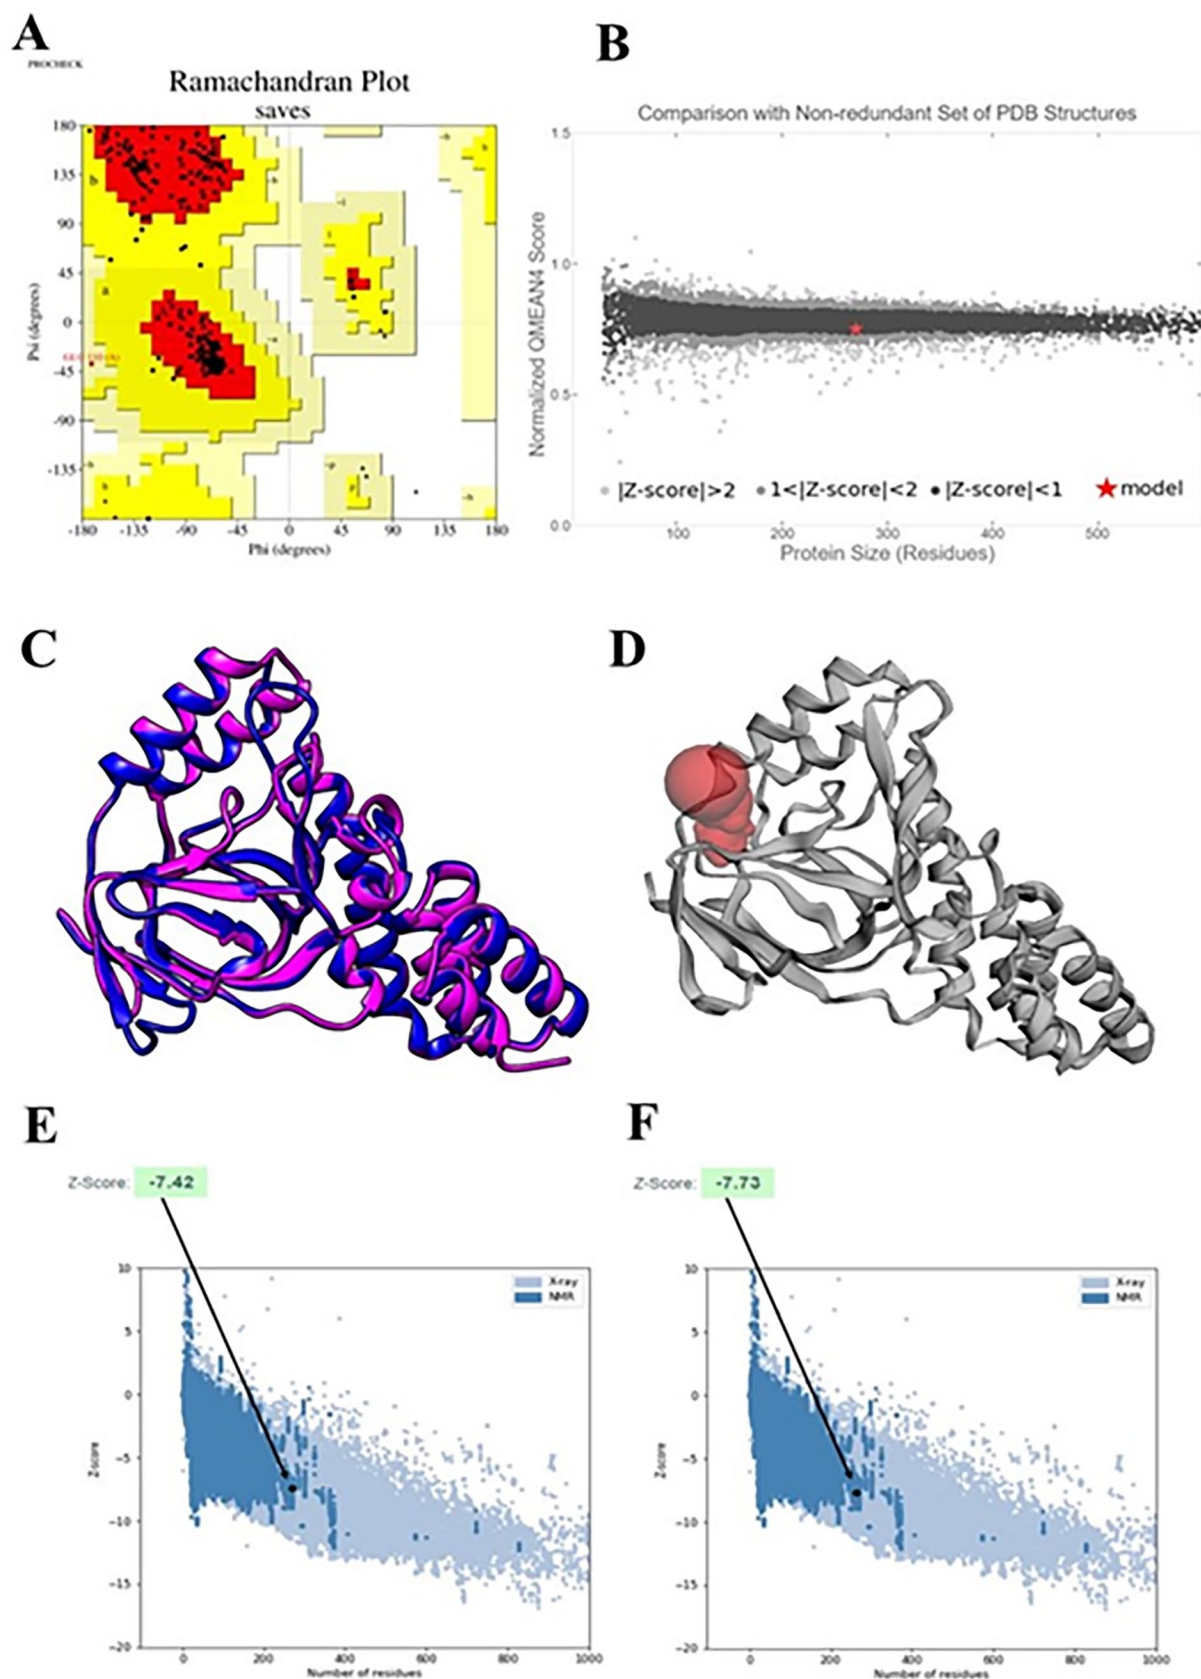 A
PROCHECK
Ramachandran Plot
saves
180
135
90
45
0
-45
-90
-135
-180
-135
-90
-45
0
45
90
135
180
Psi (degrees)
Phi (degrees)
b
a
l
p
B
Comparison with Non-redundant Set of PDB Structures
1.5
1.0
0.5
0.0
100
200
300
400
500
Normalized QMEAN4 Score
|Z-score|>2
1<|Z-score|<2
|Z-score|<1
model
Protein Size (Residues)
C
D
E
Z-Score: -7.42
10
5
0
-5
-10
-15
-20
0
200
400
600
800
1000
Z-score
X-ray
NMR
Number of residues
F
Z-Score: -7.73
10
5
0
-5
-10
-15
-20
0
200
400
600
800
1000
Z-score
X-ray
NMR
Number of residues